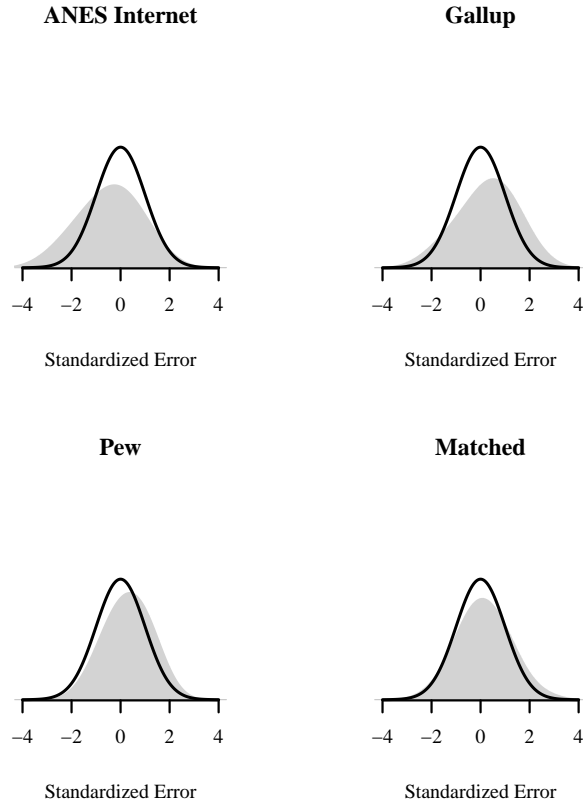 ANES Internet
Gallup
−4 −2 0 2 4
−4 −2 0 2 4
Standardized Error
Standardized Error
Pew
Matched
−4 −2 0 2 4
−4 −2 0 2 4
Standardized Error
Standardized Error